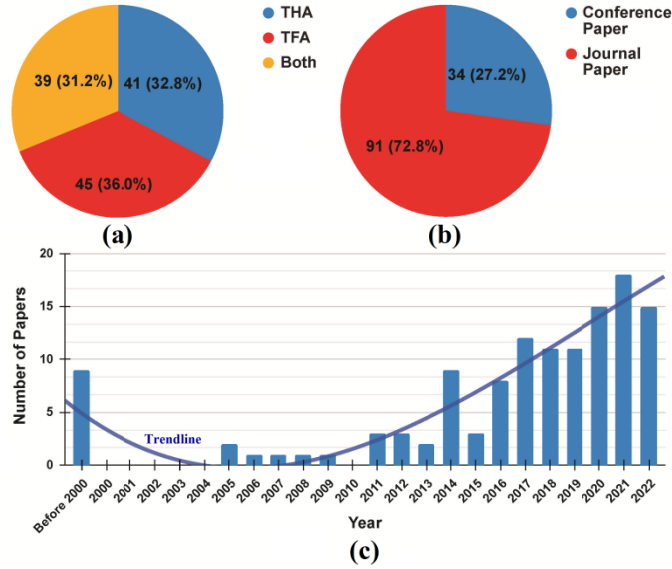 THA
TFA
Both
39 (31.2%)
41 (32.8%)
45 (36.0%)
(a)
Conference
Paper
Journal
Paper
34 (27.2%)
91 (72.8%)
(b)
Number of Papers
20
15
10
5
0
Trendline
Before 2000
2000
2001
2002
2003
2004
2005
2006
2007
2008
2009
2010
2011
2012
2013
2014
2015
2016
2017
2018
2019
2020
2021
2022
Year
(c)